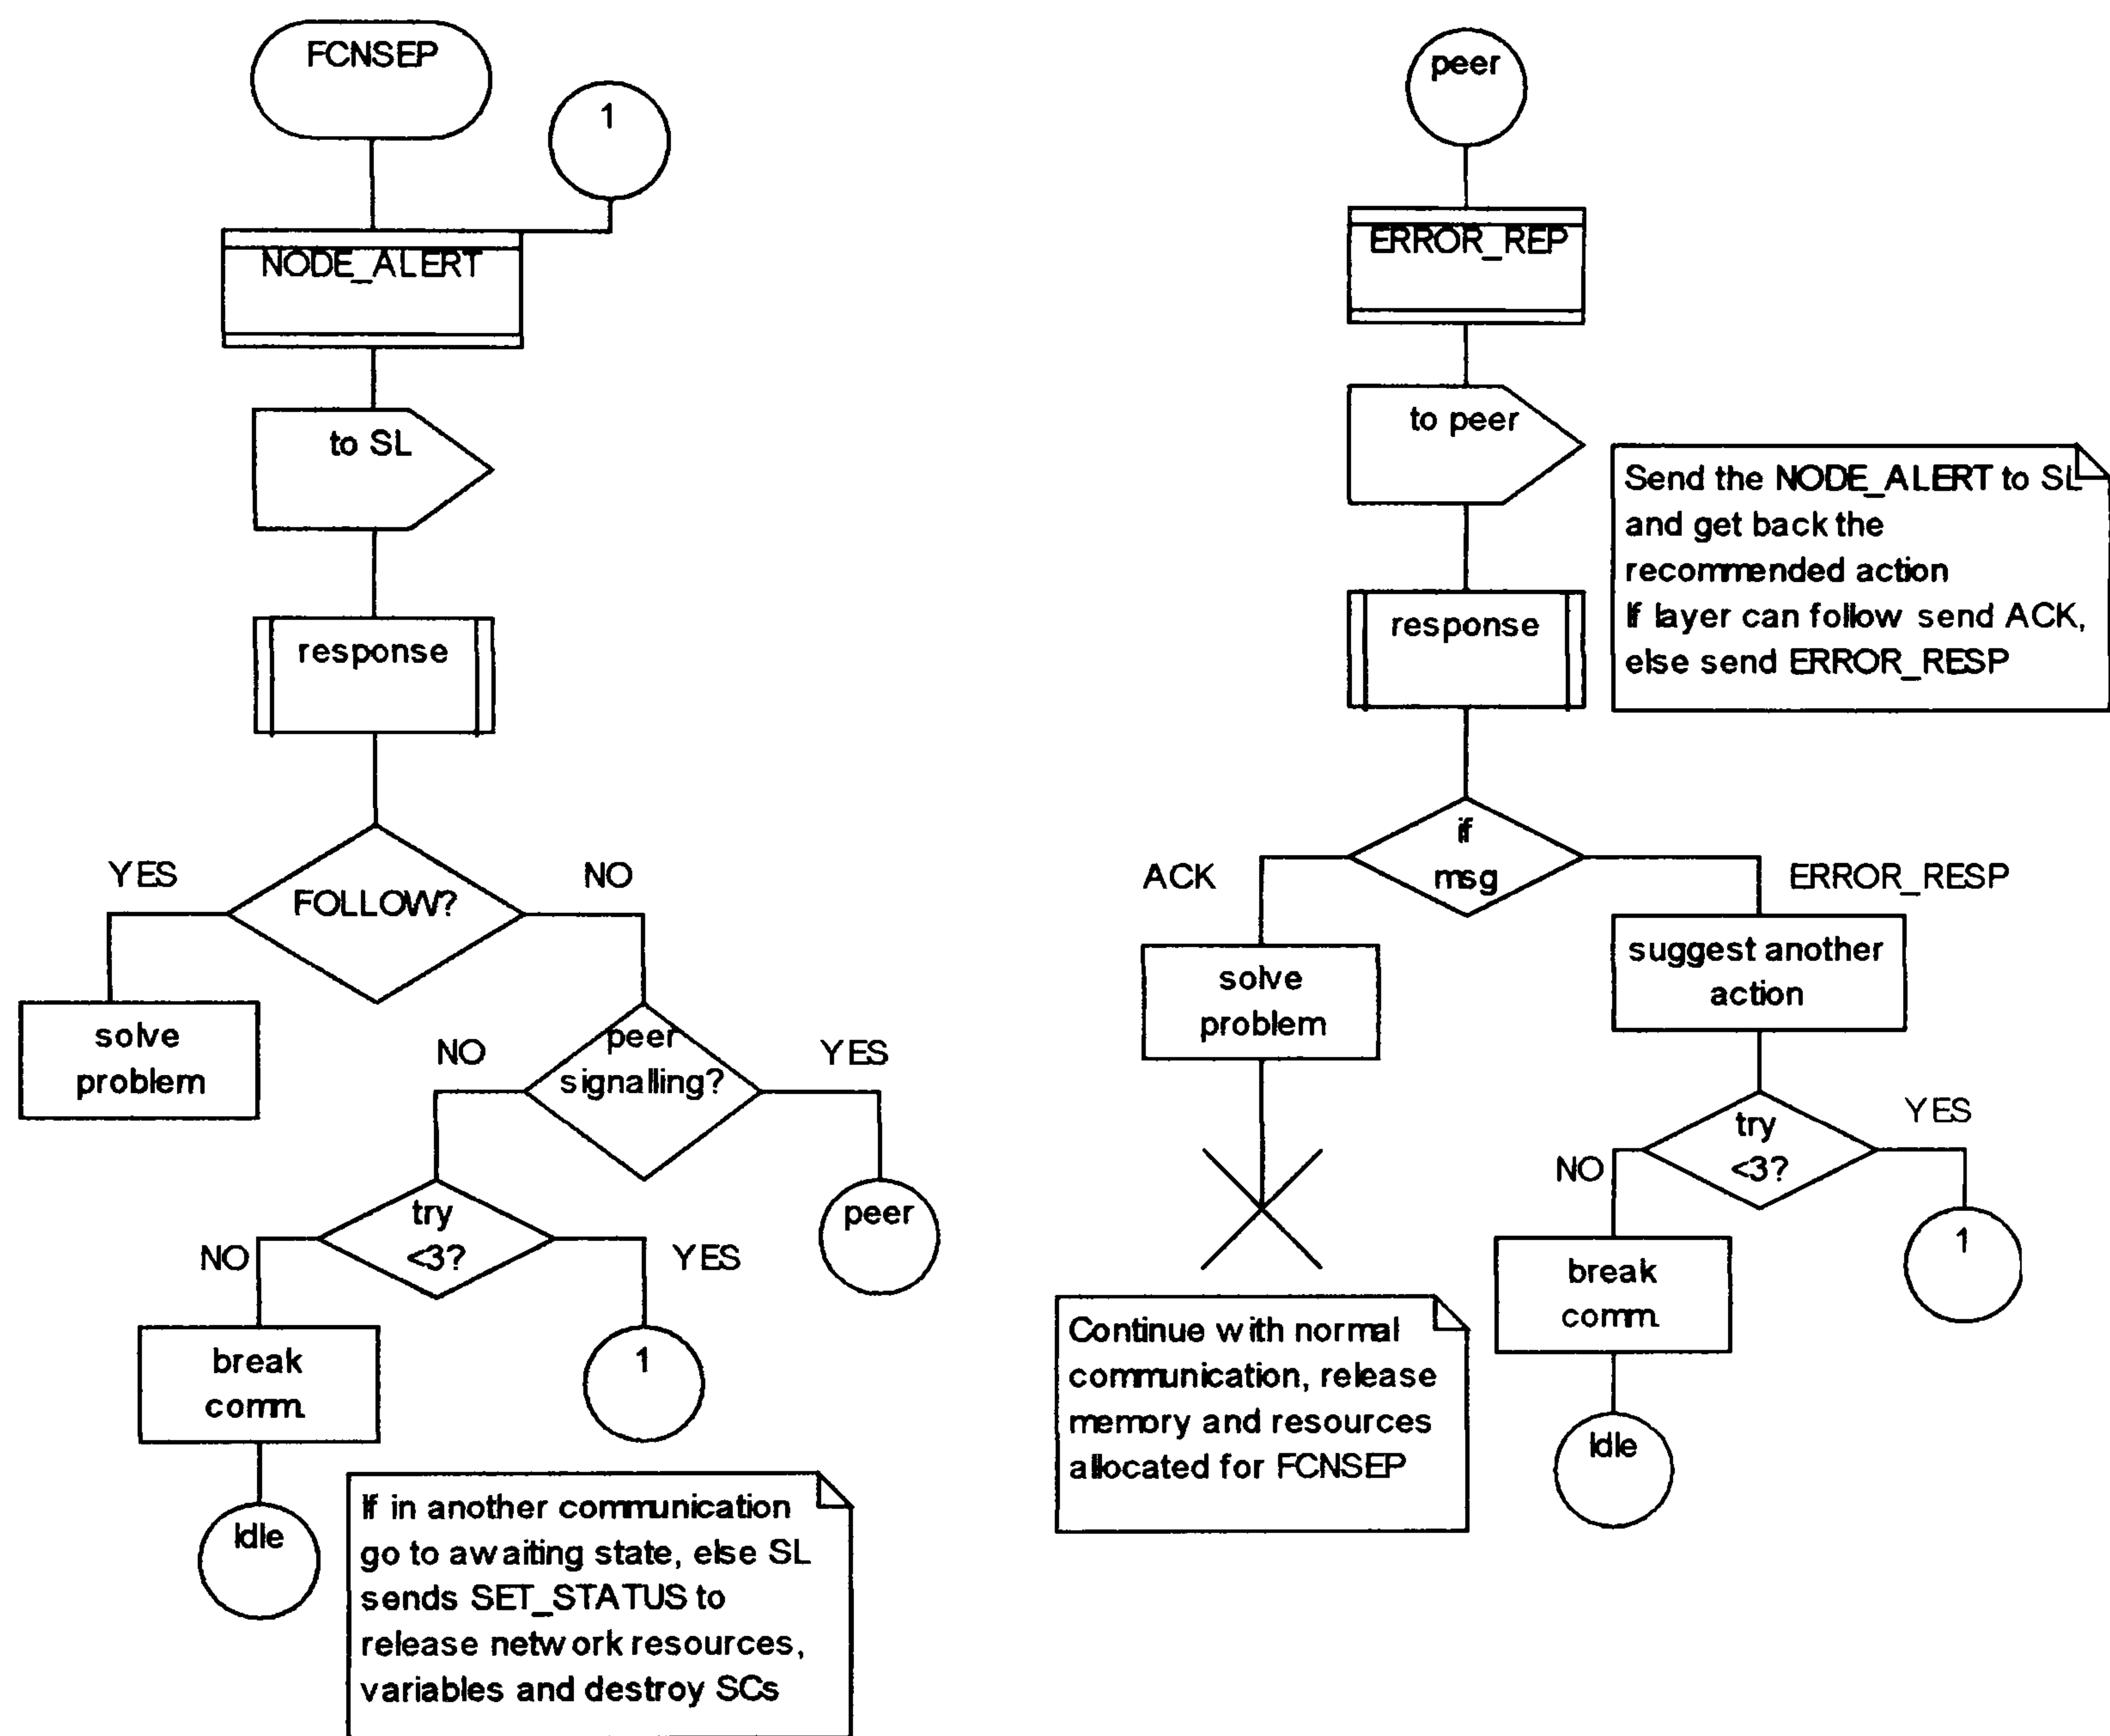 FCNSEP
1
NODE_ALERT
to SL
response
FOLLOW?
YES
NO
solve
problem
peer
signalling?
NO
YES
peer
try
<3?
NO
YES
1
break
comm.
Idle
If in another communication
go to awaiting state, else SL
sends SET_STATUS to
release network resources,
variables and destroy SCs
peer
ERROR_REP
to peer
Send the NODE_ALERT to SL
and get back the
recommended action
If layer can follow send ACK,
else send ERROR_RESP
response
if
msg
ACK
ERROR_RESP
solve
problem
suggest another
action
try
<3?
YES
NO
1
break
comm.
Idle
Continue with normal
communication, release
memory and resources
allocated for FCNSEP